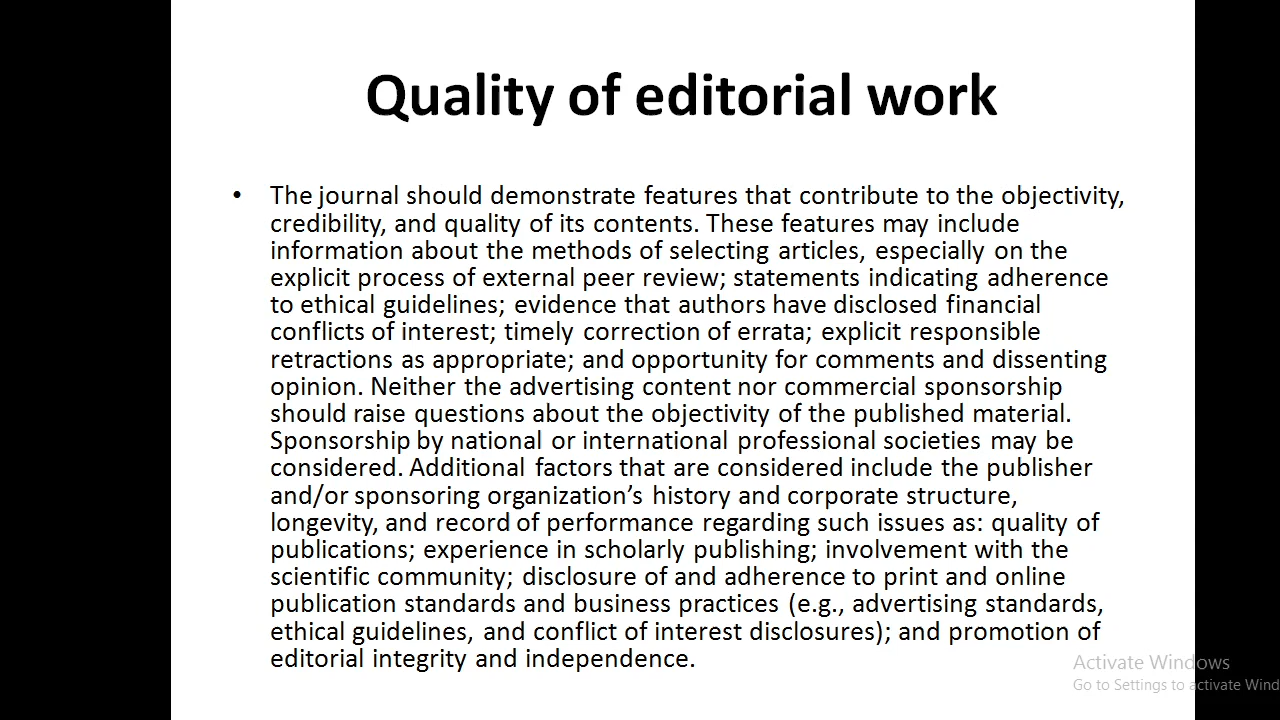 Quality of editorial work
• The journal should demonstrate features that contribute to the objectivity,
credibility, and quality of its contents. These features may include
information about the methods of selecting articles, especially on the
explicit process of external peer review; statements indicating adherence
to ethical guidelines; evidence that authors have disclosed financial
conflicts of interest; timely correction of errata; explicit responsible
retractions as appropriate; and opportunity for comments and dissenting
opinion. Neither the advertising content nor commercial sponsorship
should raise questions about the objectivity of the published material.
Sponsorship by national or international professional societies may be
considered. Additional factors that are considered include the publisher
and/or sponsoring organization’s history and corporate structure,
longevity, and record of performance regarding such issues as: quality of
publications; experience in scholarly publishing; involvement with the
scientific community; disclosure of and adherence to print and online
publication standards and business practices (e.g., advertising standards,
ethical guidelines, and conflict of interest disclosures); and promotion of
editorial integrity and independence.
Activate Windows
Go to Settings to activate Wind